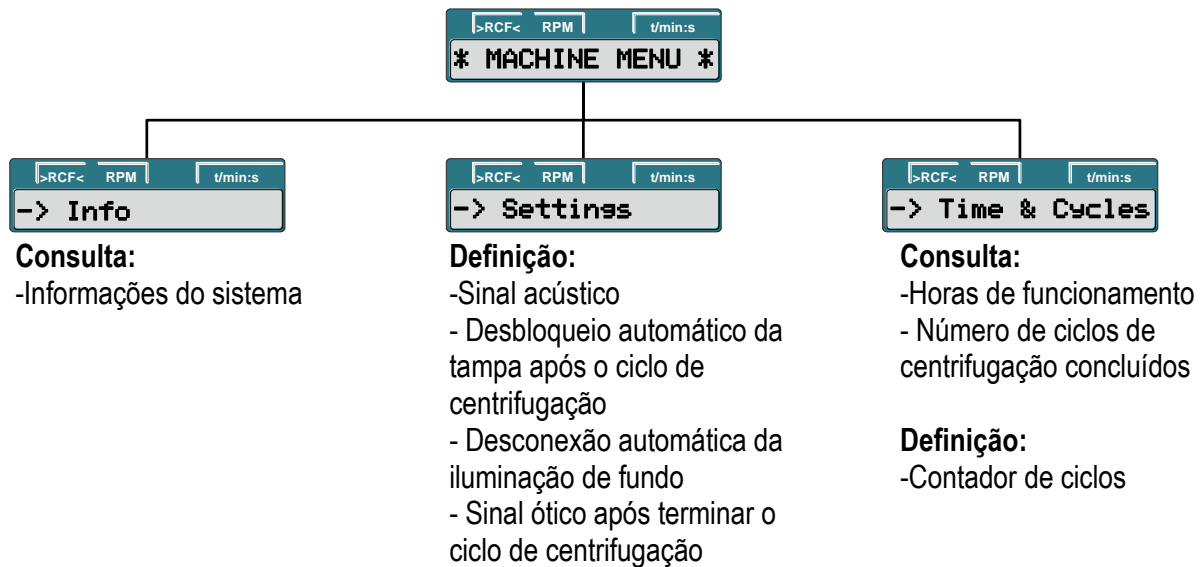 >RCF< RPM t/min:s
* MACHINE MENU *
>RCF< RPM t/min:s
-> Info
Consulta:
-Informações do sistema
>RCF< RPM t/min:s
-> Settings
Definição:
-Sinal acústico
- Desbloqueio automático da
tampa após o ciclo de
centrifugação
- Desconexão automática da
iluminação de fundo
- Sinal ótico após terminar o
ciclo de centrifugação
>RCF< RPM t/min:s
-> Time & Cycles
Consulta:
-Horas de funcionamento
- Número de ciclos de
centrifugação concluídos
Definição:
-Contador de ciclos